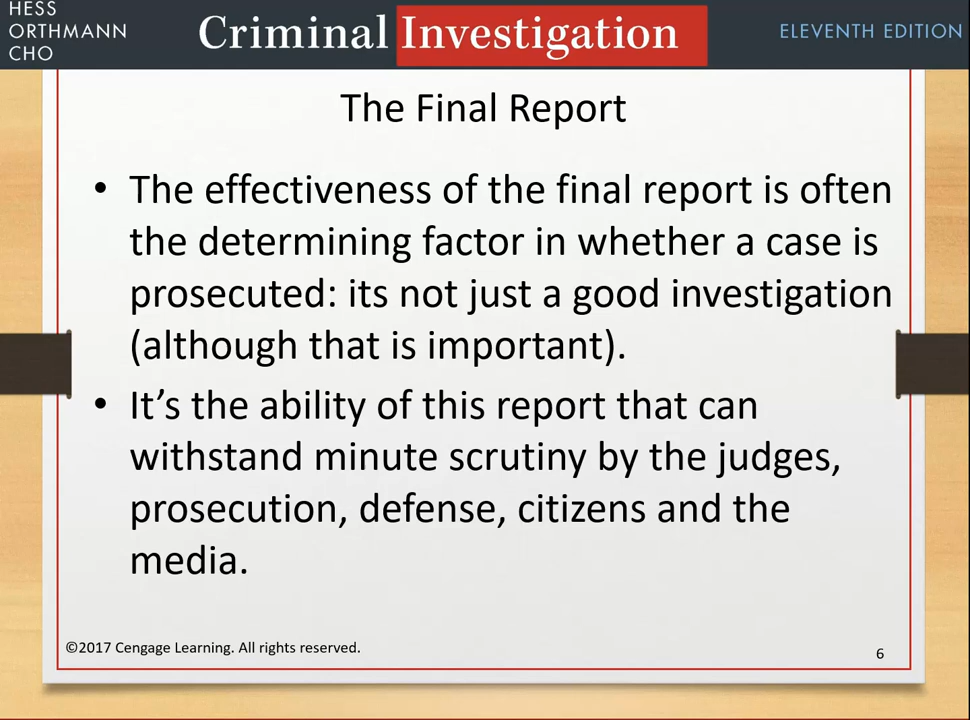 HESS
ORTHMANN
CHO
Criminal Investigation
ELEVENTH EDITION
The Final Report
• The effectiveness of the final report is often
the determining factor in whether a case is
prosecuted: its not just a good investigation
(although that is important).
• It’s the ability of this report that can
withstand minute scrutiny by the judges,
prosecution, defense, citizens and the
media.
©2017 Cengage Learning. All rights reserved.
6